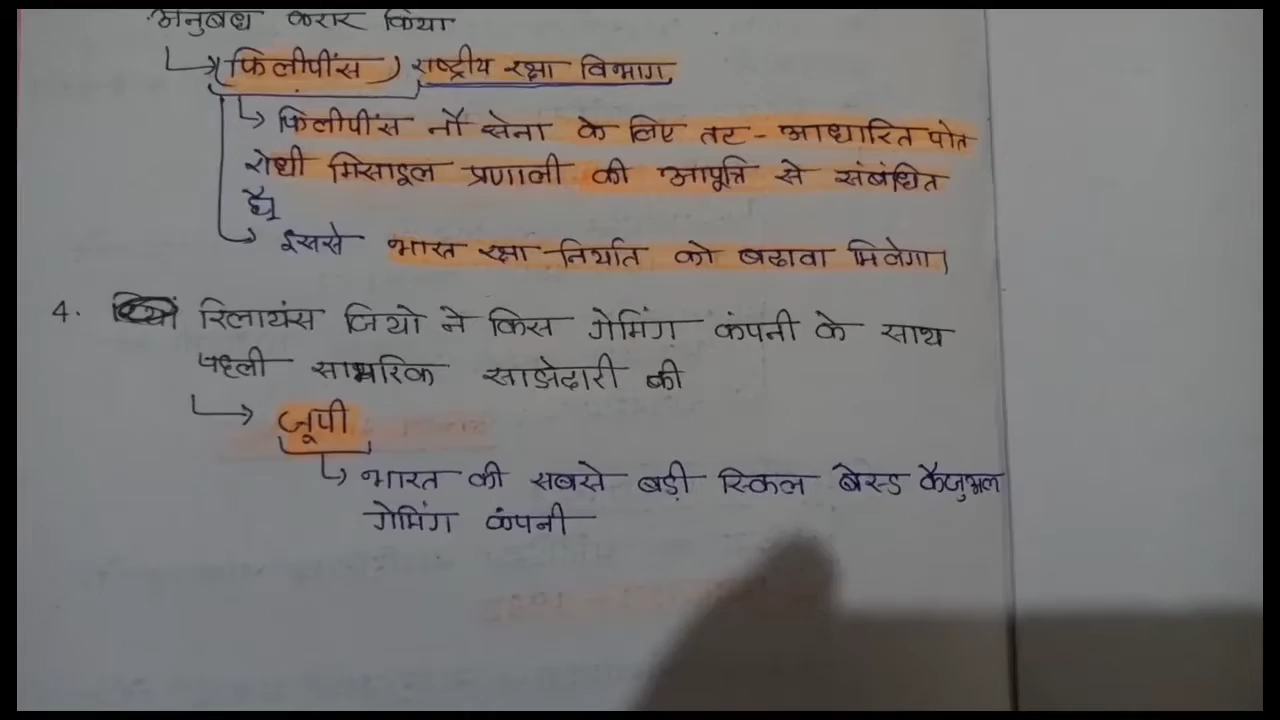 अनुबंध करार किया
(फिलीपींस) राष्ट्रीय रक्षा विभाग
फिलीपींस नौ सेना के लिए तट - आधारित पोत
रोधी मिसाइल प्रणाली की आपूर्ति से संबंधित
है
इससे भारत रक्षा निर्यात को बढावा मिलेगा।
4. रिलायंस जियो ने किस गेमिंग कंपनी के साथ
पहली सामरिक साझेदारी की
जूपी
भारत की सबसे बड़ी स्किल बेस्ड कैजुअल
गेमिंग कंपनी